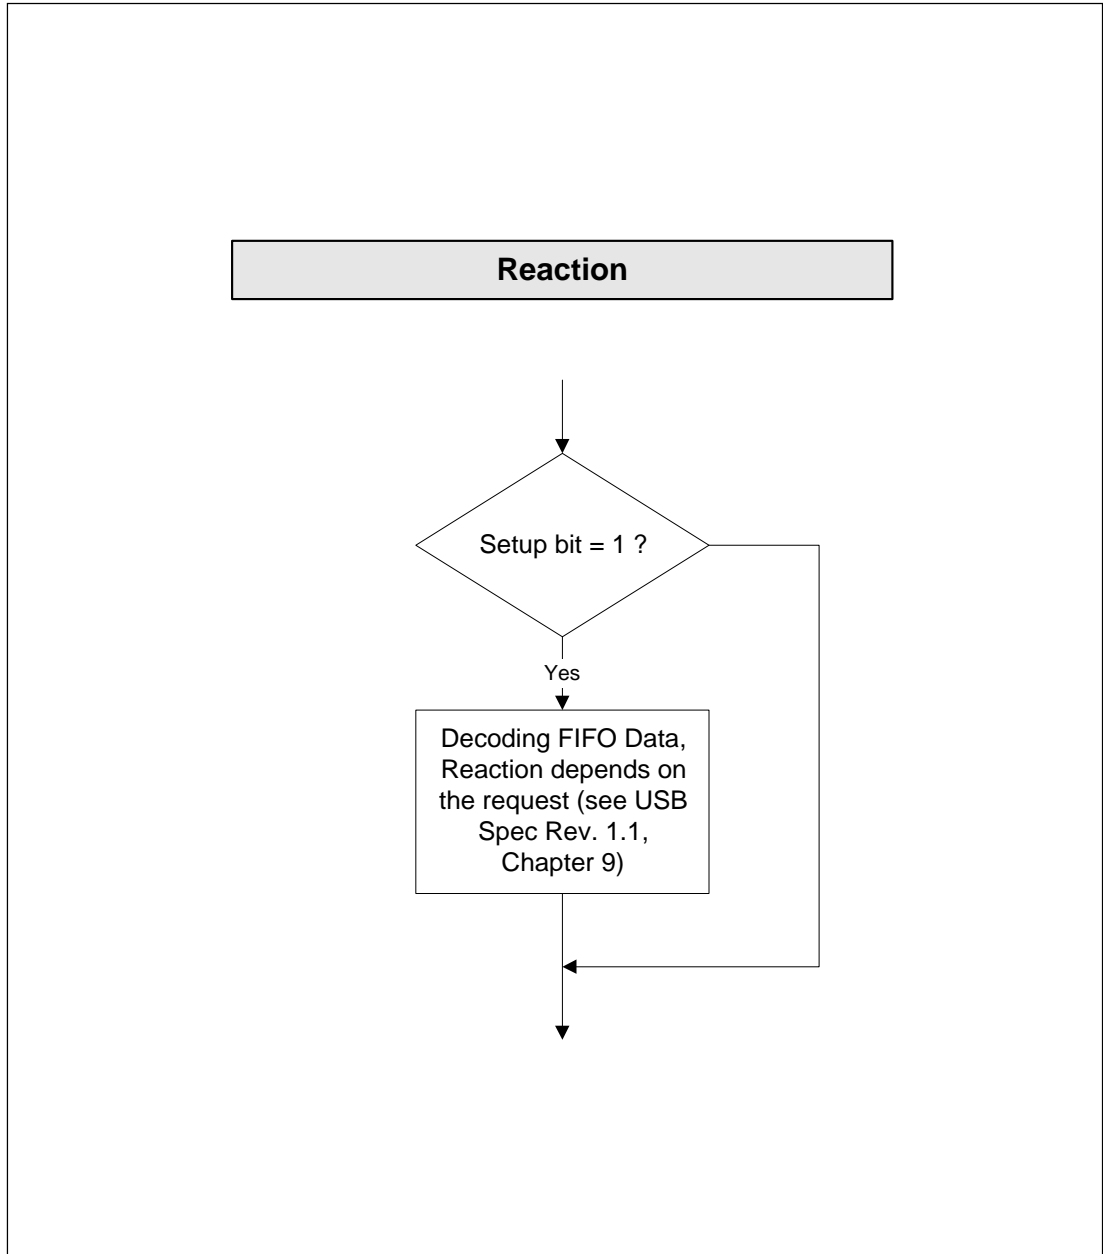 Reaction
Setup bit = 1 ?
Yes
Decoding FIFO Data,
Reaction depends on
the request (see USB
Spec Rev. 1.1,
Chapter 9)